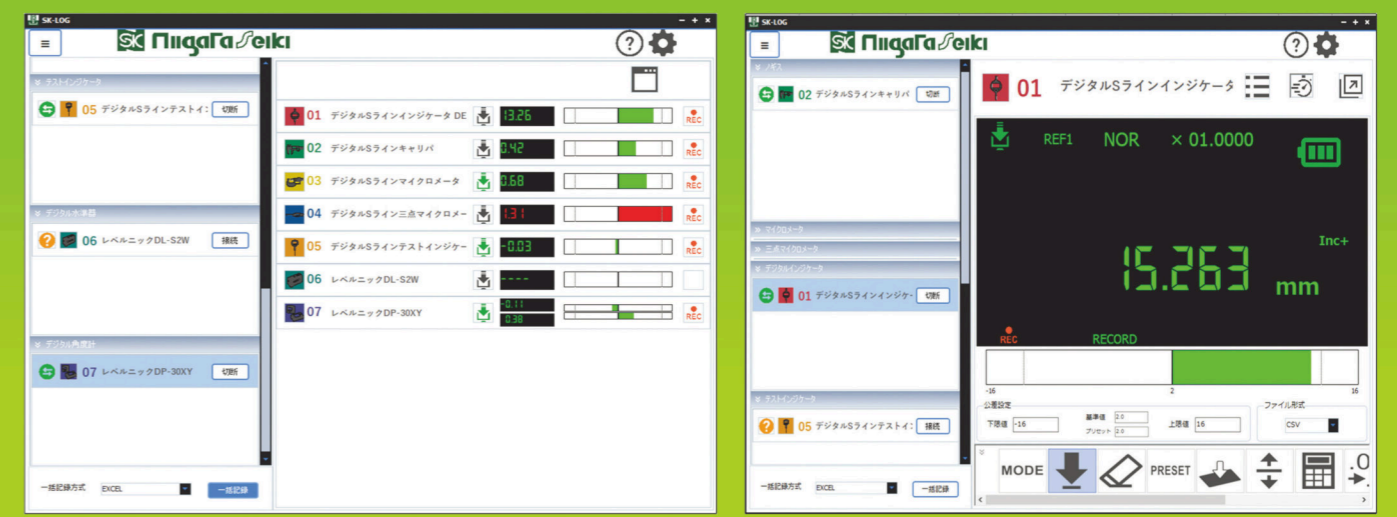 SK-LOG
SK Niigata Seiki
?
テストインジケータ
05 デジタルSラインテストイ: 切断
デジタル水準器
? 06 レベルニックDL-S2W 接続
デジタル角度計
07 レベルニックDP-30XY 切断
一括記録方式 EXCEL 一括記録
01 デジタルSラインインジケータ DE 13.26 REC
02 デジタルSラインキャリパ 0.42 REC
03 デジタルSラインマイクロメータ 0.68 REC
04 デジタルSライン三点マイクロメー 1.31 REC
05 デジタルSラインテストインジケー -0.03 REC
06 レベルニックDL-S2W ----
07 レベルニックDP-30XY -0.11 REC
0.38
SK-LOG
SK Niigata Seiki
?
ノギス
02 デジタルSラインキャリパ 切断
マイクロメータ
三点マイクロメータ
デジタルインジケータ
01 デジタルSラインインジケ- 切断
テストインジケータ
? 05 デジタルSラインテストイ: 接続
一括記録方式 EXCEL 一括記録
01 デジタルSラインインジケータ
REF1 NOR × 01.0000
Inc+
15.263 mm
REC RECORD
-16 2 16
公差設定
下限値 -16 基準値 2.0 上限値 16
プリセット 2.0
ファイル形式
CSV
MODE PRESET .0